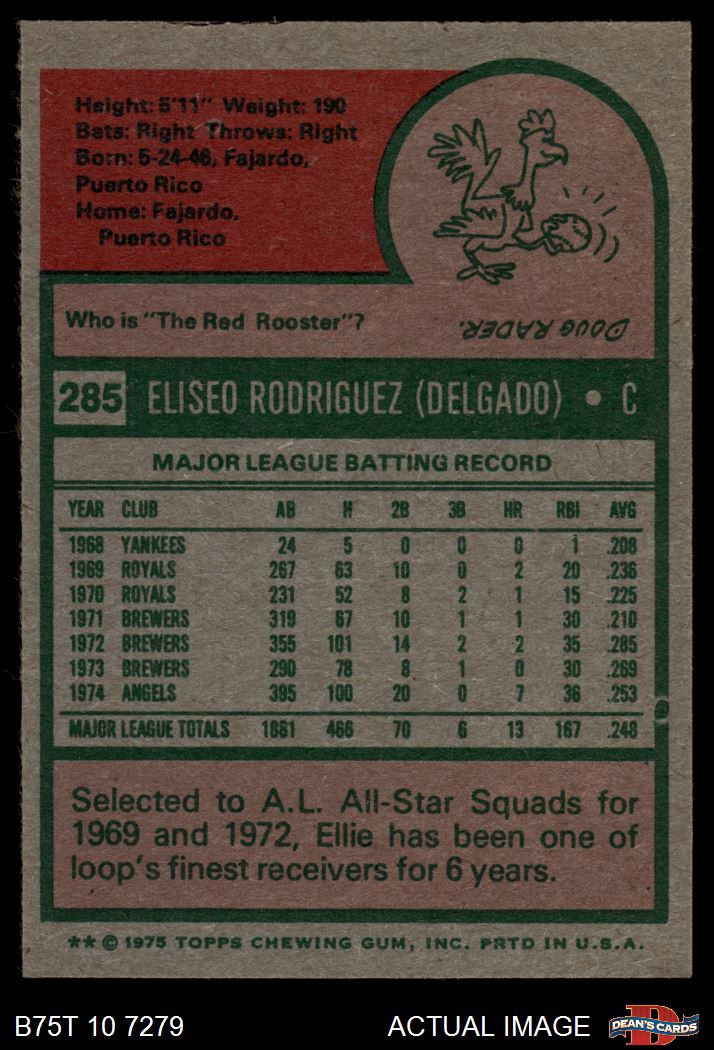 Height: 5'11" Weight: 190
Bats: Right Throws: Right
Born: 5-24-46, Fajardo,
Puerto Rico
Home: Fajardo,
Puerto Rico
Who is "The Red Rooster"?
DOUG RADER.
285 ELISEO RODRIGUEZ (DELGADO) • C
MAJOR LEAGUE BATTING RECORD
YEAR CLUB AB H 2B 3B HR RBI AVG
1968 YANKEES 24 5 0 0 0 1 .208
1969 ROYALS 267 63 10 0 2 20 .236
1970 ROYALS 231 52 8 2 1 15 .225
1971 BREWERS 319 67 10 1 1 30 .210
1972 BREWERS 355 101 14 2 2 35 .285
1973 BREWERS 290 78 8 1 0 30 .269
1974 ANGELS 395 100 20 0 7 36 .253
MAJOR LEAGUE TOTALS 1881 466 70 6 13 167 .248
Selected to A.L. All-Star Squads for
1969 and 1972, Ellie has been one of
loop's finest receivers for 6 years.
** © 1975 TOPPS CHEWING GUM, INC. PRTD IN U.S.A.
B75T 10 7279 ACTUAL IMAGE
D
DEAN'S CARDS